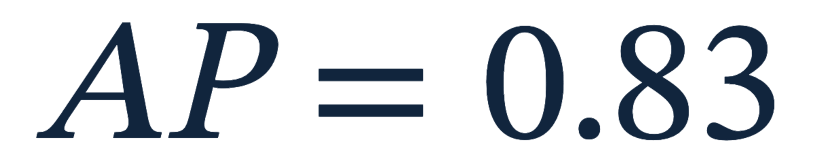 AP = 0.83